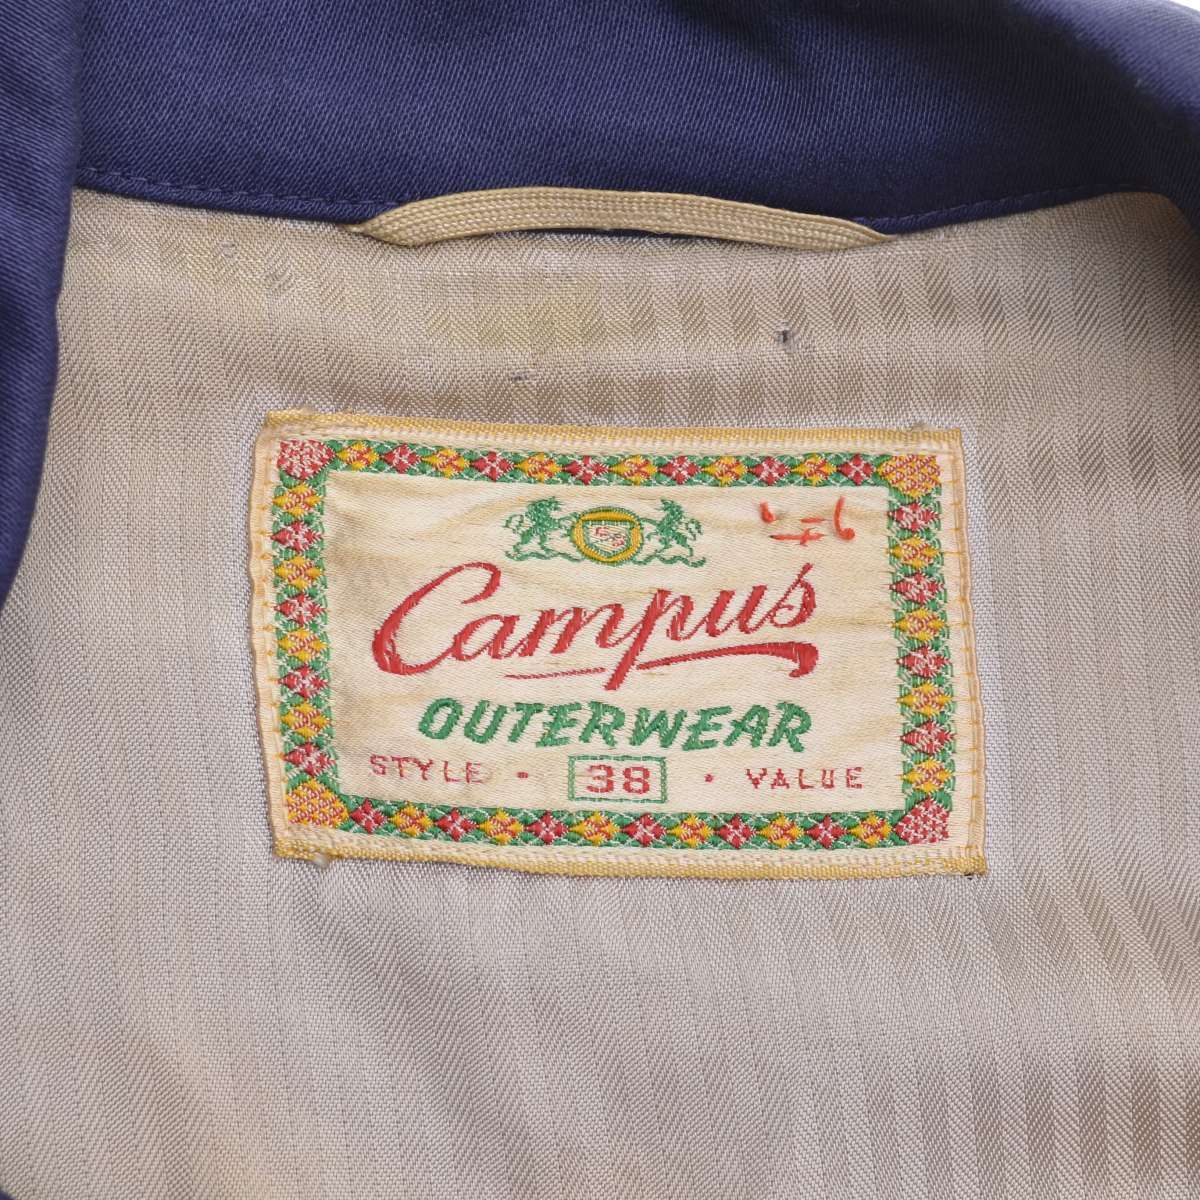 Campus
OUTERWEAR
STYLE · 38 · VALUE